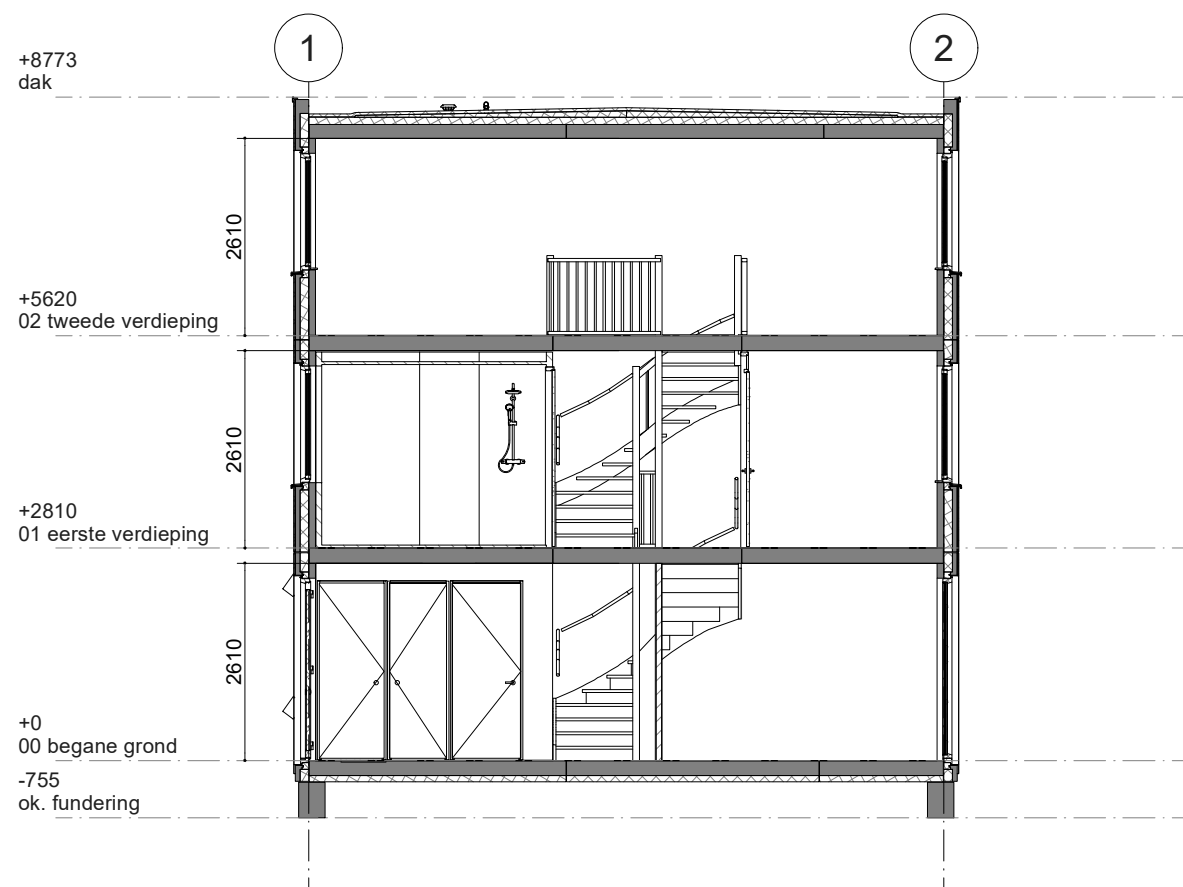 1
2
+8773
dak
2610
+5620
02 tweede verdieping
2610
+2810
01 eerste verdieping
2610
+0
00 begane grond
-755
ok. fundering